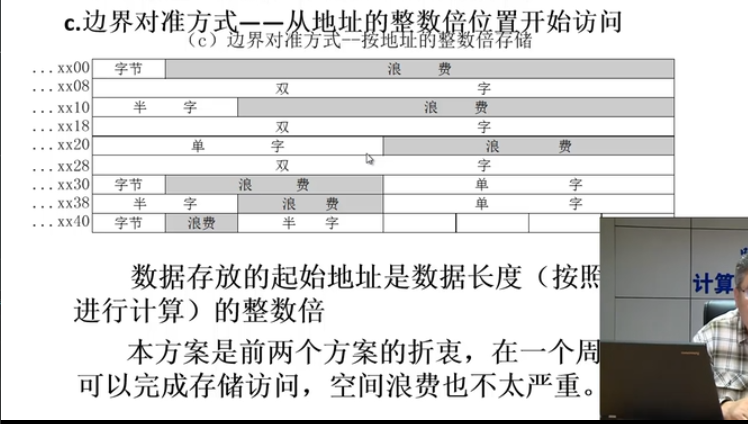 c.边界对准方式——从地址的整数倍位置开始访问
（c）边界对准方式--按地址的整数倍存储
...xx00 字节 浪 费
...xx08 双 字
...xx10 半 字 浪 费
...xx18 双 字
...xx20 单 字 浪 费
...xx28 双 字
...xx30 字节 浪 费 单 字
...xx38 半 字 浪 费 单 字
...xx40 字节 浪费 半 字
数据存放的起始地址是数据长度（按照
进行计算）的整数倍
本方案是前两个方案的折衷，在一个周
可以完成存储访问，空间浪费也不太严重。
计算